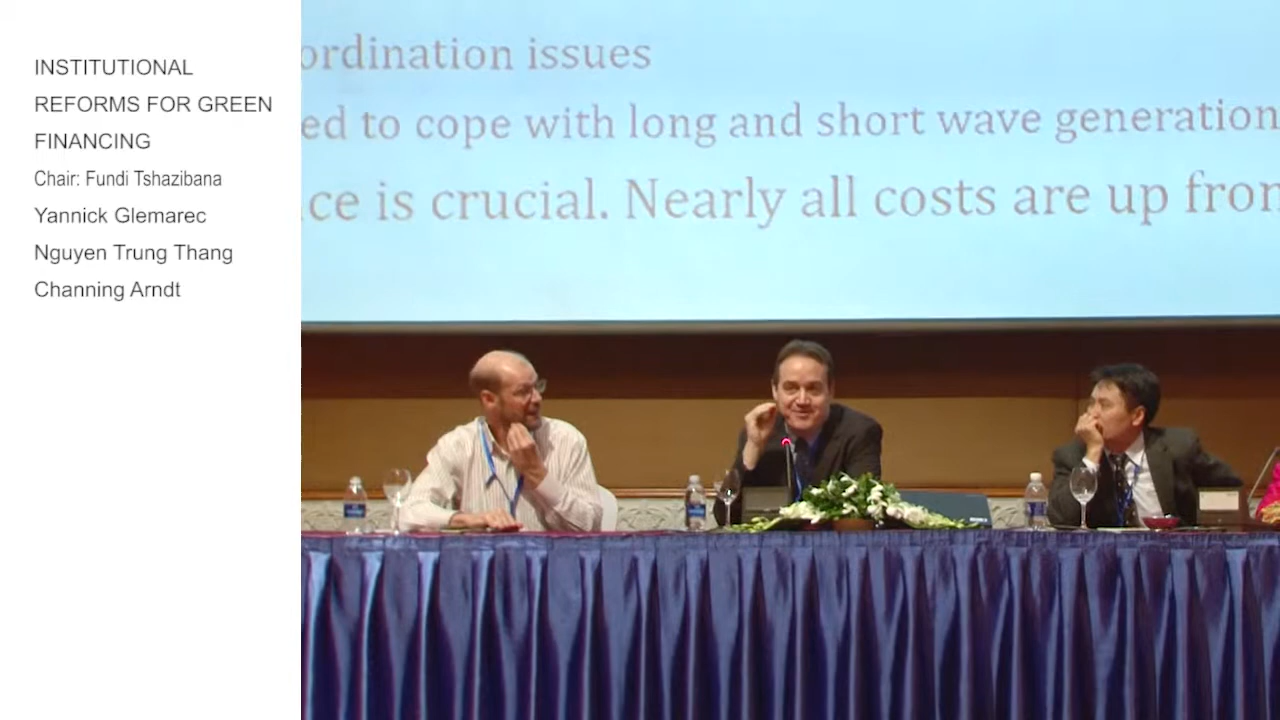 INSTITUTIONAL
REFORMS FOR GREEN
FINANCING
Chair: Fundi Tshazibana
Yannick Glemarec
Nguyen Trung Thang
Channing Arndt
ordination issues
ed to cope with long and short wave generation
ce is crucial. Nearly all costs are up fron